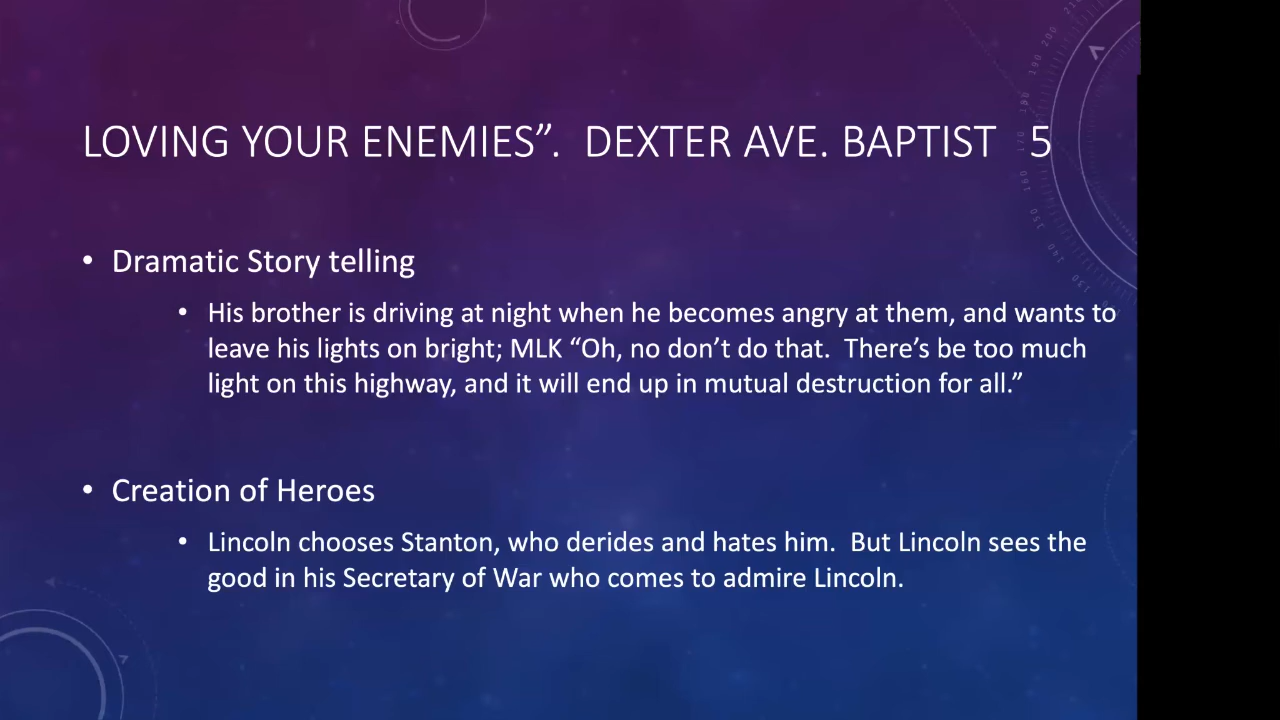 LOVING YOUR ENEMIES”. DEXTER AVE. BAPTIST 5
• Dramatic Story telling
• His brother is driving at night when he becomes angry at them, and wants to
leave his lights on bright; MLK “Oh, no don’t do that. There’s be too much
light on this highway, and it will end up in mutual destruction for all.”
• Creation of Heroes
• Lincoln chooses Stanton, who derides and hates him. But Lincoln sees the
good in his Secretary of War who comes to admire Lincoln.